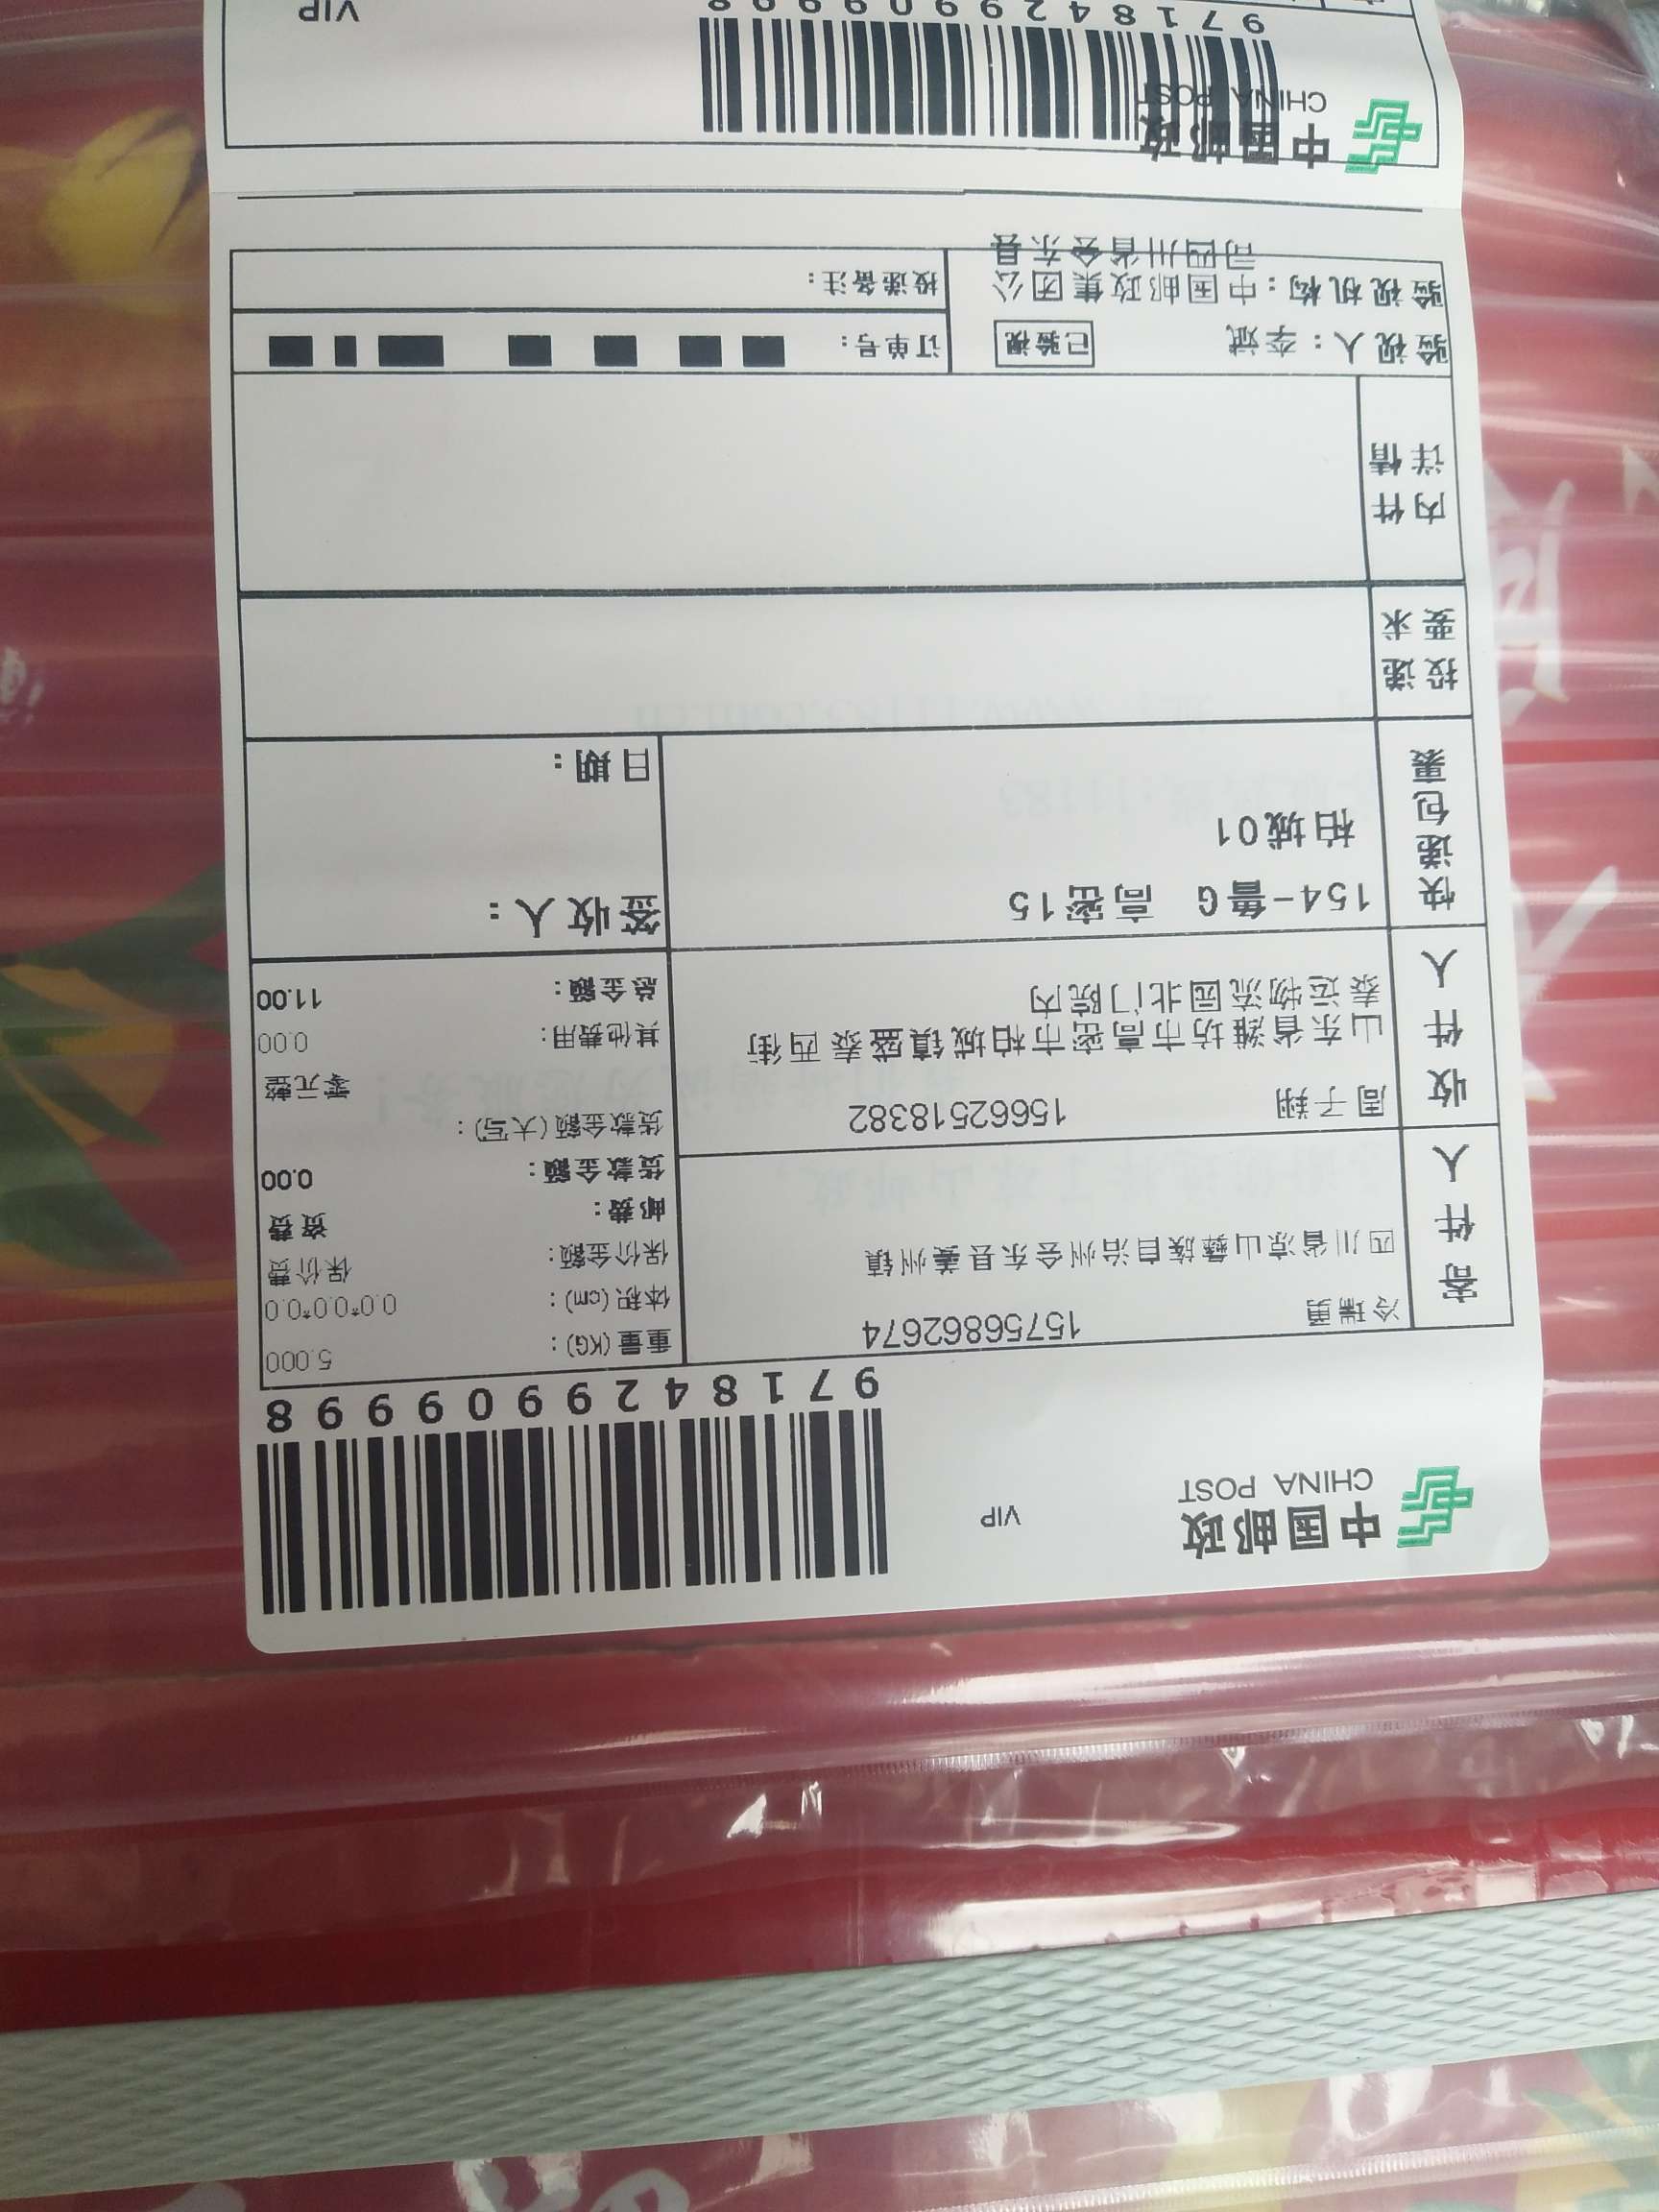 中国邮政
CHINA POST
VIP
9718429909998
寄件人
冷瑞勇 15756862674
四川省凉山彝族自治州会东县姜州镇
收件人
周子翔 15662518382
山东省潍坊市高密市柏城镇盛泰西街
泰运物流园北门院内
重量(KG): 5.000
体积(cm): 0.0*0.0*0.0
保价金额: 保价费
邮费: 资费
货款金额: 0.00
货款金额(大写):
零元整
其他费用: 0.00
总金额: 11.00
快递包裹
154-鲁G 高密15
柏城01
签收人:
日期:
投递要求
内件详情
验视人:李斌 已验视
验视机构:中国邮政集团公
司四川省会东县
订单号:
投递备注:
中国邮政
CHINA POST
9718429909998
VIP